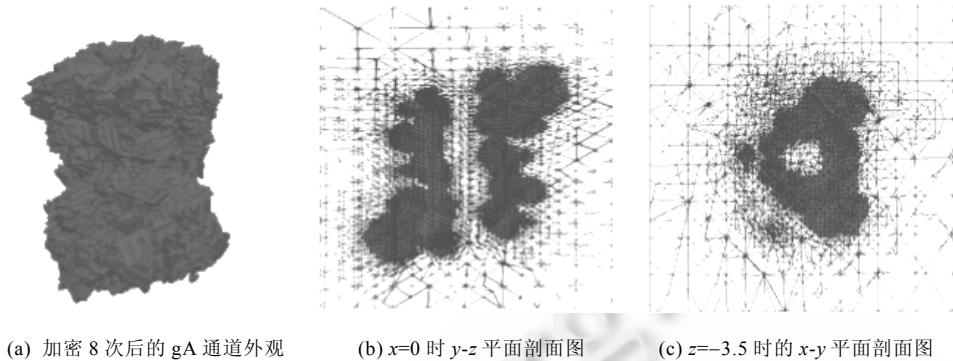 (a) 加密 8 次后的 gA 通道外观
(b) x=0 时 y-z 平面剖面图
(c) z=−3.5 时的 x-y 平面剖面图